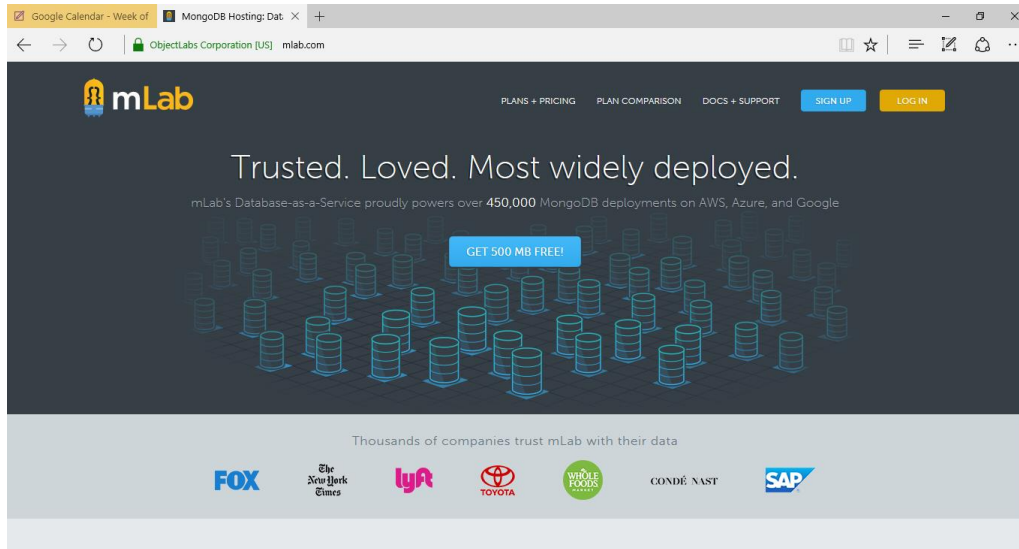 Google Calendar - Week of
MongoDB Hosting: Dat
ObjectLabs Corporation [US] mlab.com
mLab
PLANS + PRICING PLAN COMPARISON DOCS + SUPPORT SIGN UP LOG IN
Trusted. Loved. Most widely deployed.
mLab's Database-as-a-Service proudly powers over 450,000 MongoDB deployments on AWS, Azure, and Google
GET 500 MB FREE!
Thousands of companies trust mLab with their data
FOX
The
New York
Times
lyft
TOYOTA
WHOLE
FOODS
MARKET
CONDÉ NAST
SAP